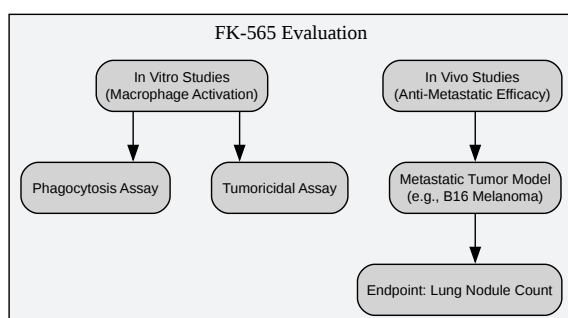 FK-565 Evaluation
In Vitro Studies
(Macrophage Activation)
In Vivo Studies
(Anti-Metastatic Efficacy)
Phagocytosis Assay
Tumoricidal Assay
Metastatic Tumor Model
(e.g., B16 Melanoma)
Endpoint: Lung Nodule Count